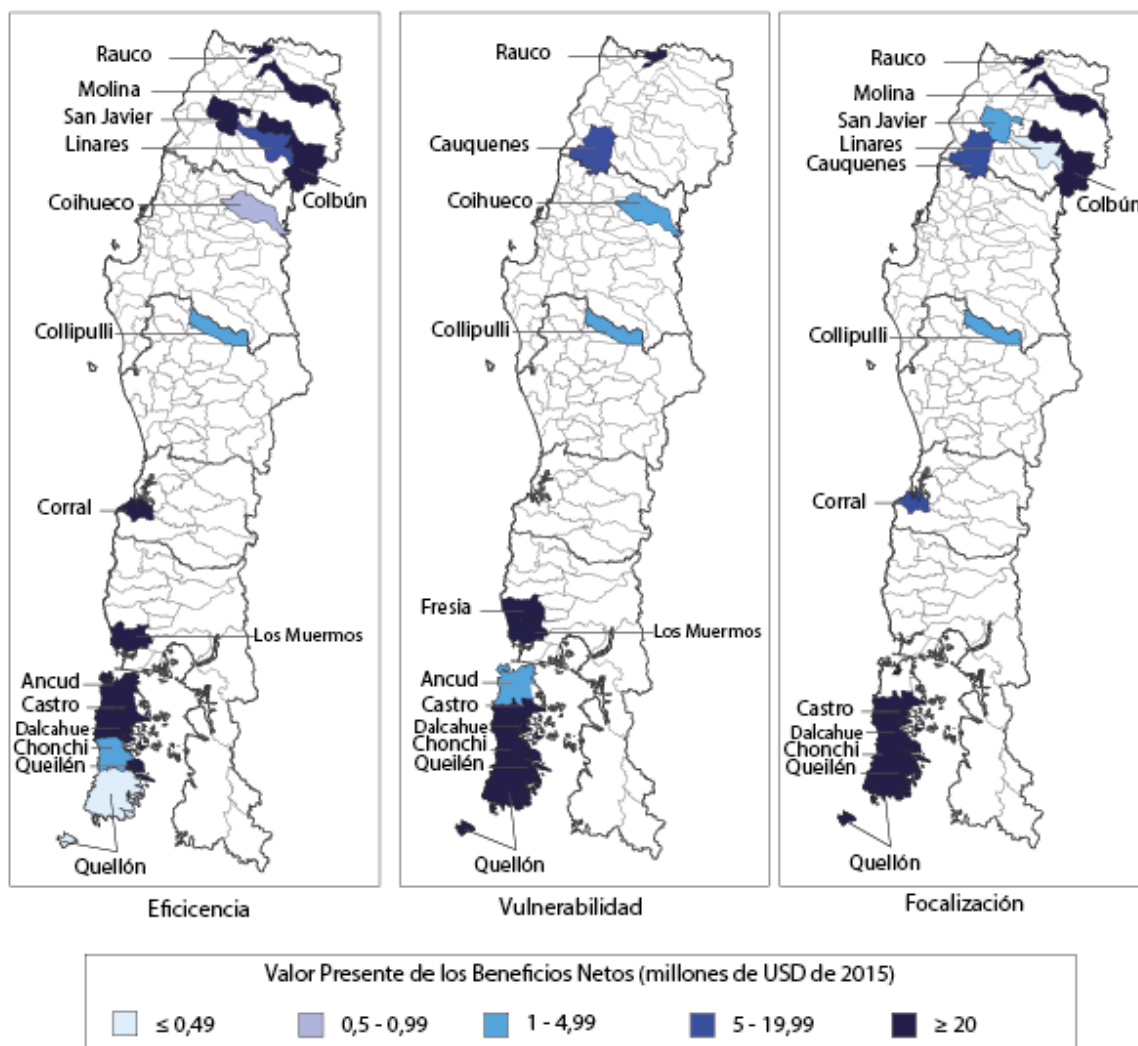 Rauco
Molina
San Javier
Linares
Colbún
Coihueco
Collipulli
Corral
Los Muermos
Ancud
Castro
Dalcahue
Chonchi
Queilén
Quellón
Eficicencia
Rauco
Cauquenes
Coihueco
Collipulli
Fresia
Los Muermos
Ancud
Castro
Dalcahue
Chonchi
Queilén
Quellón
Vulnerabilidad
Rauco
Molina
San Javier
Linares
Cauquenes
Colbún
Collipulli
Corral
Castro
Dalcahue
Chonchi
Queilén
Quellón
Focalización
Valor Presente de los Beneficios Netos (millones de USD de 2015)
≤ 0,49 0,5 - 0,99 1 - 4,99 5 - 19,99 ≥ 20